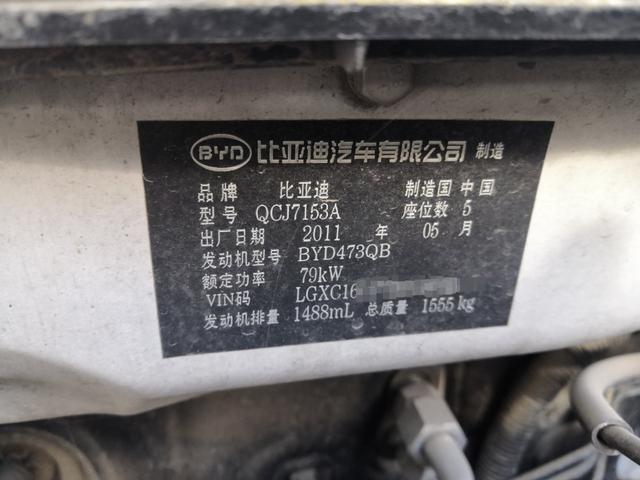 BYD 比亚迪汽车有限公司 制造
品牌 比亚迪 制造国 中国
型号 QCJ7153A 座位数 5
出厂日期 2011 年 05 月
发动机型号 BYD473QB
额定功率 79kW
VIN码 LGXC16
发动机排量 1488mL 总质量 1555 kg